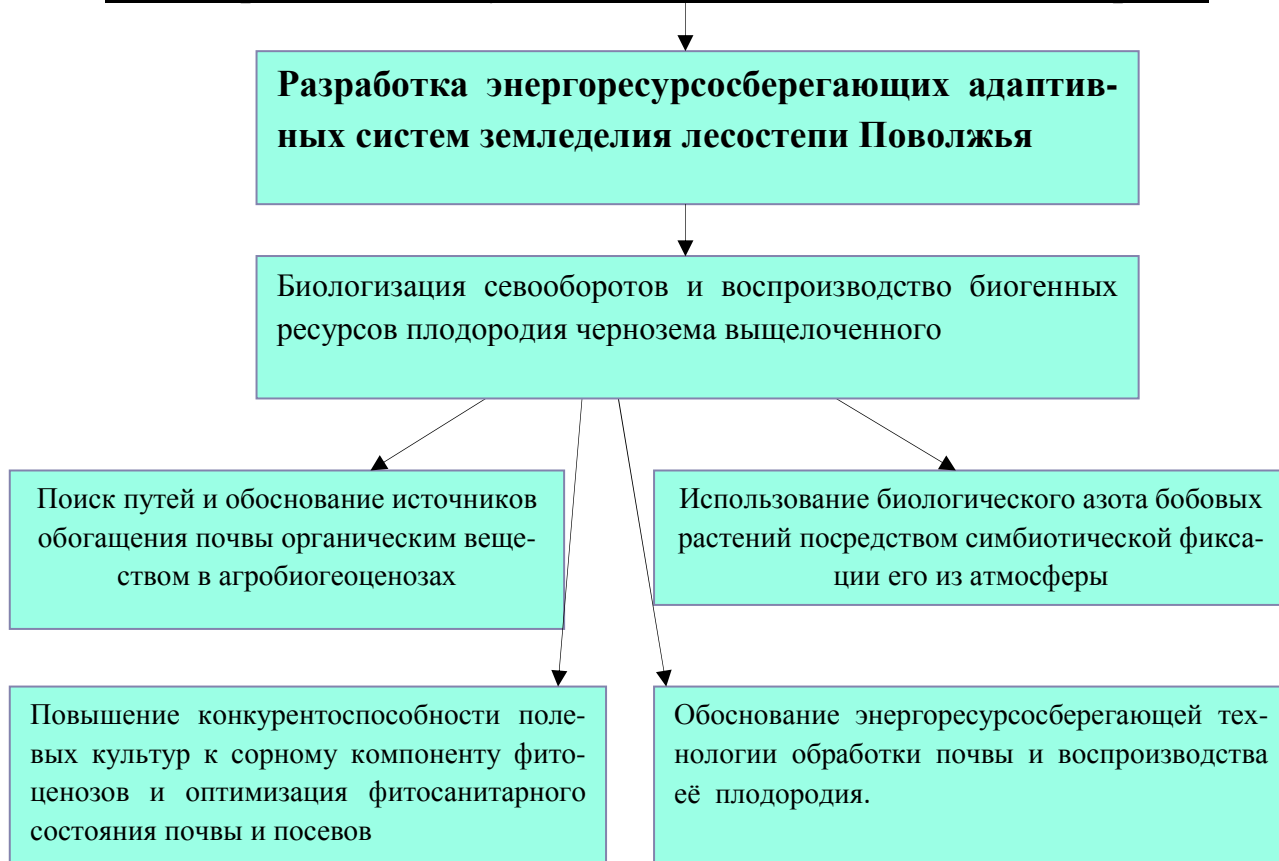 Разработка энергоресурсосберегающих адаптив-
ных систем земледелия лесостепи Поволжья
Биологизация севооборотов и воспроизводство биогенных
ресурсов плодородия чернозема выщелоченного
Поиск путей и обоснование источников
обогащения почвы органическим веще-
ством в агробиогеоценозах
Использование биологического азота бобовых
растений посредством симбиотической фикса-
ции его из атмосферы
Повышение конкурентоспособности поле-
вых культур к сорному компоненту фито-
ценозов и оптимизация фитосанитарного
состояния почвы и посевов
Обоснование энергоресурсосберегающей тех-
нологии обработки почвы и воспроизводства
её плодородия.